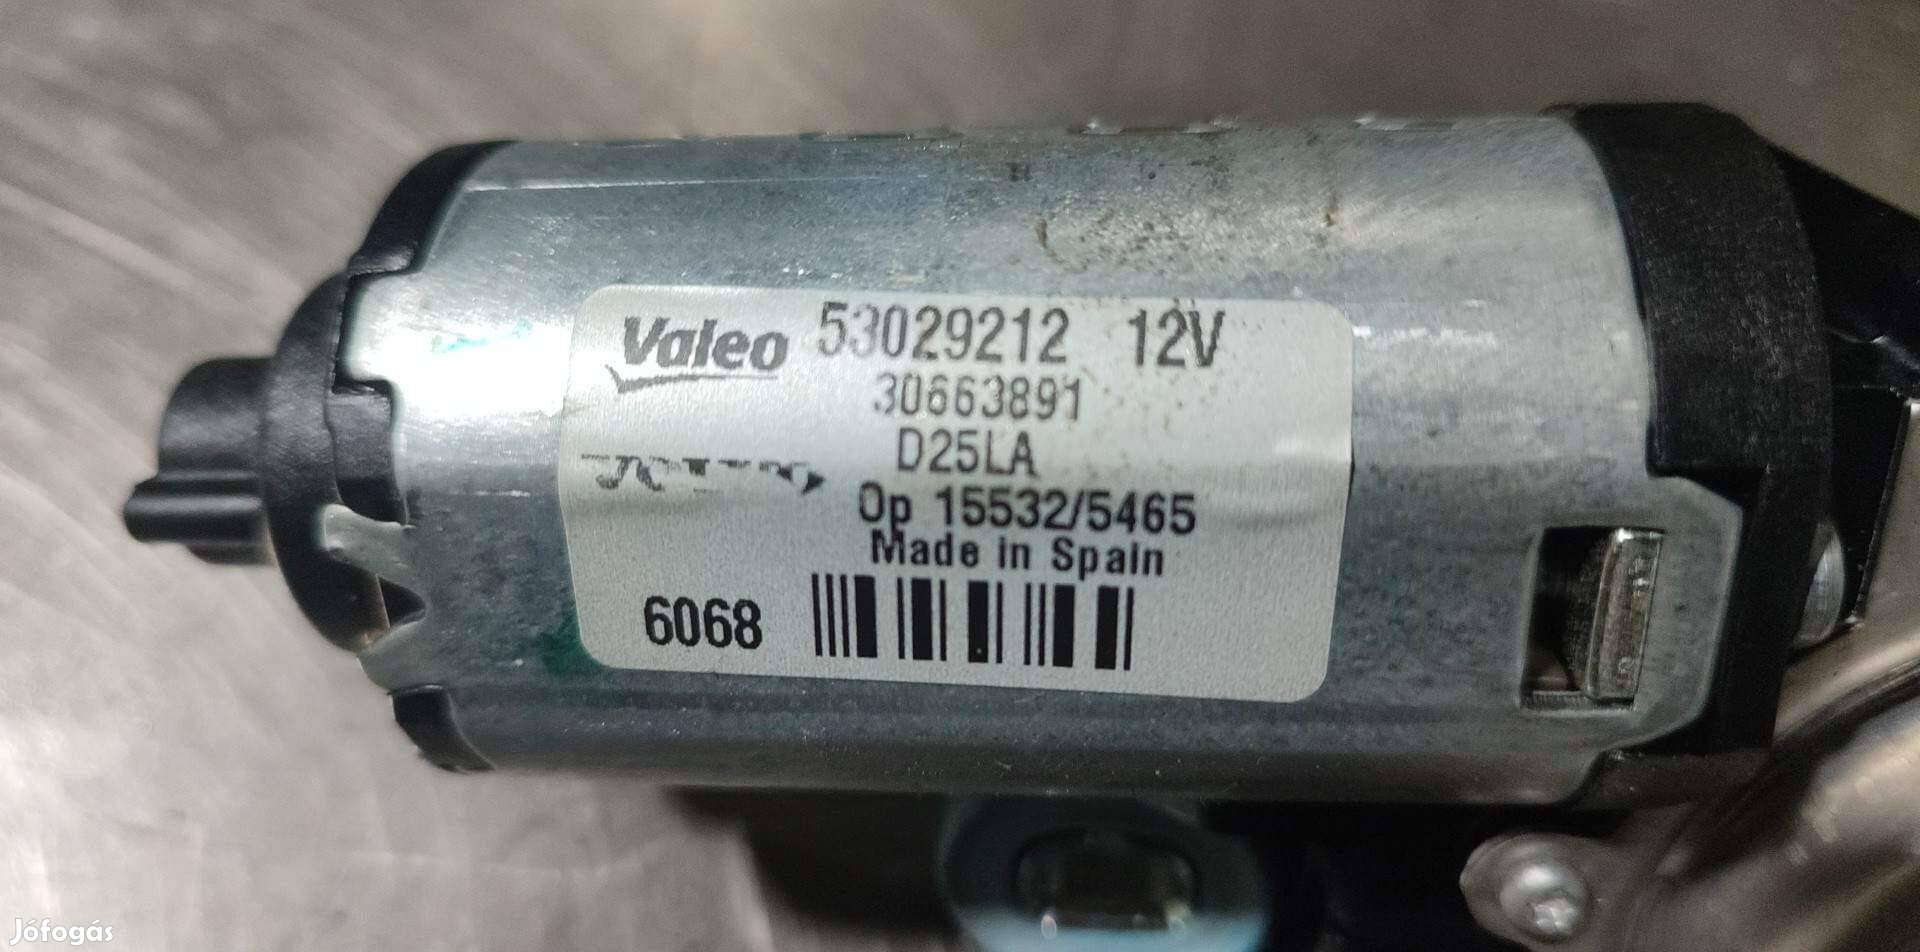 Valeo 53029212 12V
30663891
D25LA
Op 15532/5465
Made in Spain
6068
Jófogás